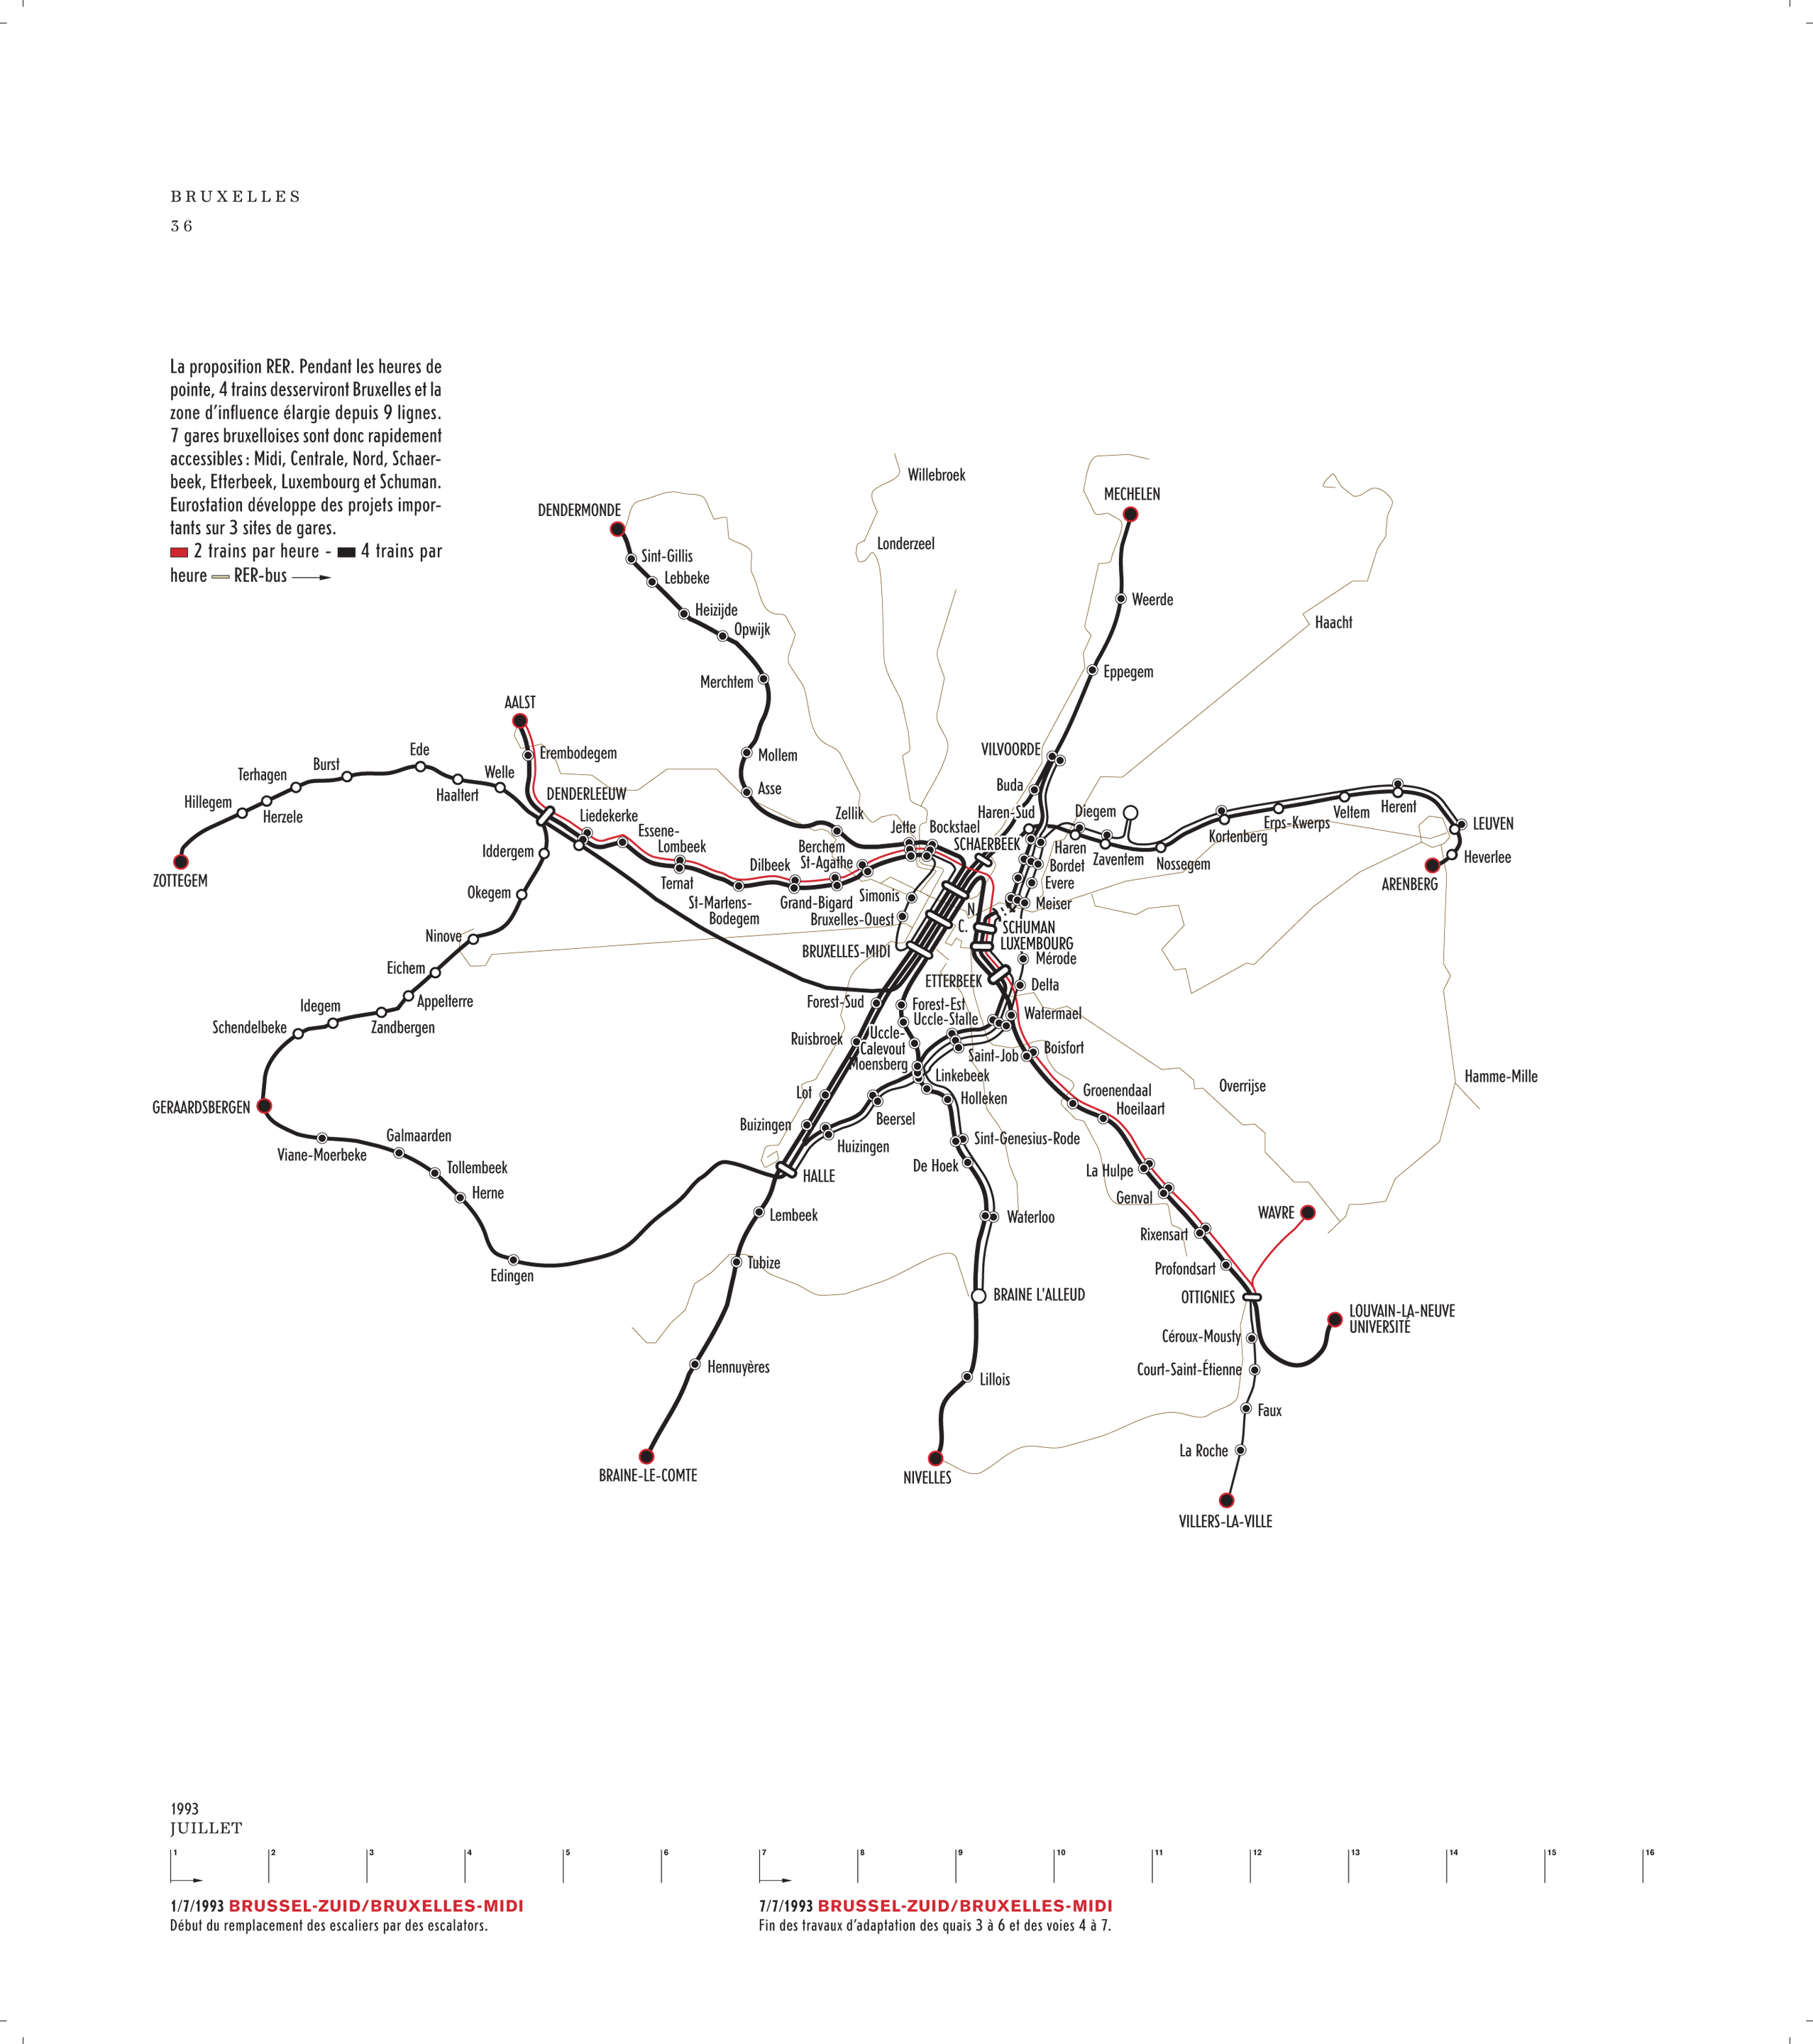 BRUXELLES
36
La proposition RER. Pendant les heures de
pointe, 4 trains desserviront Bruxelles et la
zone d'influence élargie depuis 9 lignes.
7 gares bruxelloises sont donc rapidement
accessibles : Midi, Centrale, Nord, Schaer-
beek, Etterbeek, Luxembourg et Schuman.
Eurostation développe des projets impor-
tants sur 3 sites de gares.
2 trains par heure - 4 trains par
heure RER-bus
Willebroek
MECHELEN
DENDERMONDE
Londerzeel
Sint-Gillis
Lebbeke
Weerde
Heizijde
Haacht
Opwijk
Eppegem
Merchtem
AALST
Ede
Erembodegem
Mollem
VILVOORDE
Burst
Terhagen
Welle
Buda
Asse
Haaltert
DENDERLEEUW
Hillegem
Herzele
Liedekerke
Zellik
Haren-Sud
Diegem
Veltem
Herent
Erps-Kwerps
LEUVEN
Essene-
Lombeek
Jette
Bockstael
Kortenberg
Berchem
St-Agathe
SCHAERBEEK
Haren
Iddergem
Dilbeek
Zaventem
Nossegem
Heverlee
Bordet
ZOTTEGEM
Ternat
Evere
ARENBERG
Okegem
St-Martens-
Bodegem
Grand-Bigard
Simonis
Meiser
N.
Bruxelles-Ouest
C.
SCHUMAN
Ninove
BRUXELLES-MIDI
LUXEMBOURG
Mérode
Eichem
ETTERBEEK
Delta
Appelterre
Idegem
Forest-Sud
Forest-Est
Watermael
Schendelbeke
Zandbergen
Uccle-Stalle
Ruisbroek
Uccle-
Calevout
Boisfort
Saint-Job
Moensberg
Linkebeek
Hamme-Mille
Overrijse
Lot
Groenendaal
Holleken
GERAARDSBERGEN
Hoeilaart
Beersel
Buizingen
Galmaarden
Sint-Genesius-Rode
Huizingen
Viane-Moerbeke
Tollembeek
De Hoek
La Hulpe
HALLE
Herne
Genval
Lembeek
Waterloo
WAVRE
Rixensart
Tubize
Profondsart
Edingen
BRAINE L'ALLEUD
OTTIGNIES
LOUVAIN-LA-NEUVE
UNIVERSITÉ
Céroux-Mousty
Hennuyères
Court-Saint-Étienne
Lillois
Faux
La Roche
BRAINE-LE-COMTE
NIVELLES
VILLERS-LA-VILLE
1993
JUILLET
1 2 3 4 5 6 7 8 9 10 11 12 13 14 15 16
1/7/1993 BRUSSEL-ZUID/BRUXELLES-MIDI
Début du remplacement des escaliers par des escalators.
7/7/1993 BRUSSEL-ZUID/BRUXELLES-MIDI
Fin des travaux d'adaptation des quais 3 à 6 et des voies 4 à 7.